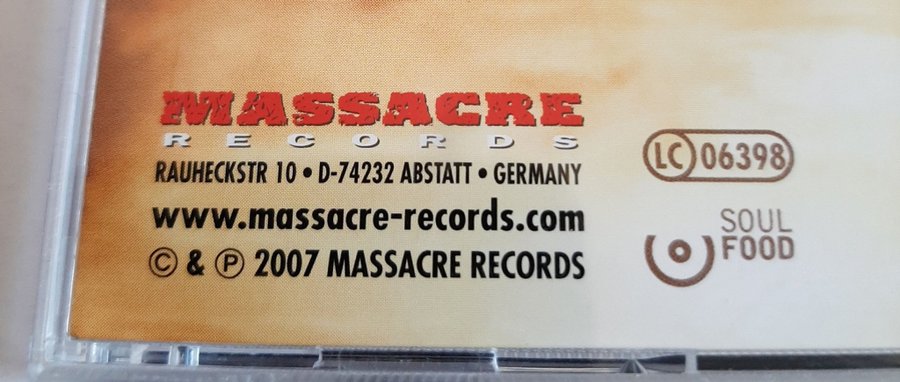 MASSACRE
RECORDS
RAUHECKSTR 10 • D-74232 ABSTATT • GERMANY
www.massacre-records.com
© & ℗ 2007 MASSACRE RECORDS
LC 06398
SOUL
FOOD